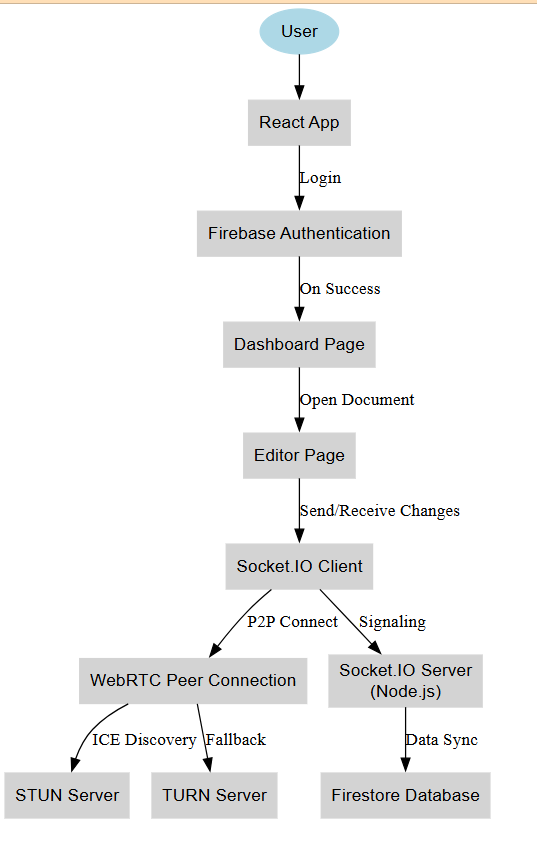 User
React App
Login
Firebase Authentication
On Success
Dashboard Page
Open Document
Editor Page
Send/Receive Changes
Socket.IO Client
P2P Connect
Signaling
WebRTC Peer Connection
Socket.IO Server
(Node.js)
ICE Discovery
Fallback
Data Sync
STUN Server
TURN Server
Firestore Database